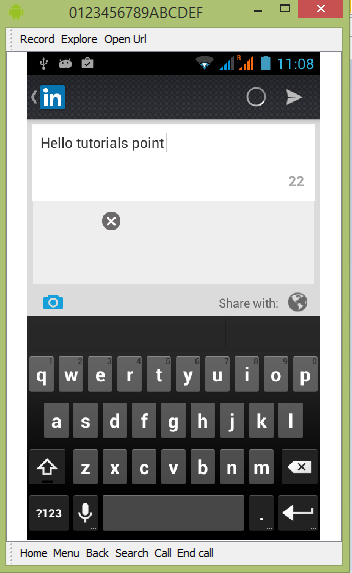 0123456789ABCDEF
Record Explore Open Url
R 11:08
in
Hello tutorials point
22
Share with:
q w e r t y u i o p
a s d f g h j k l
z x c v b n m
?123 . ...
Home Menu Back Search Call End call